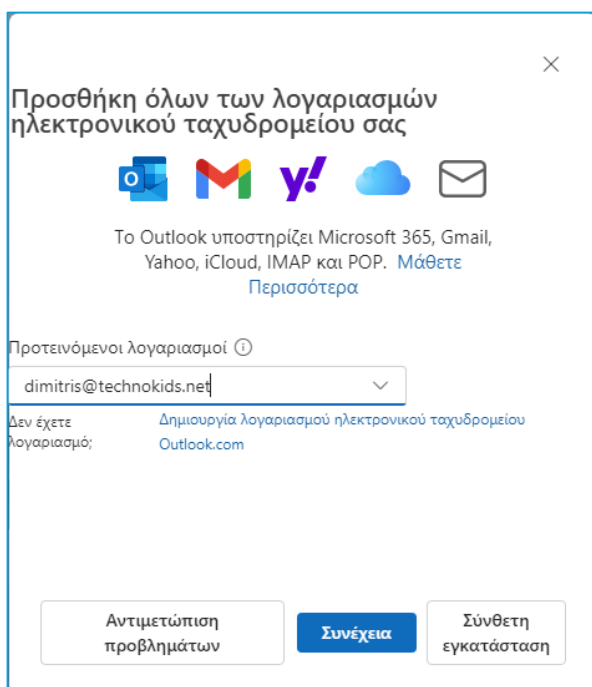 Προσθήκη όλων των λογαριασμών
ηλεκτρονικού ταχυδρομείου σας
Το Outlook υποστηρίζει Microsoft 365, Gmail,
Yahoo, iCloud, IMAP και POP. Μάθετε
Περισσότερα
Προτεινόμενοι λογαριασμοί
dimitris@technokids.net
Δεν έχετε
λογαριασμό;
Δημιουργία λογαριασμού ηλεκτρονικού ταχυδρομείου
Outlook.com
Αντιμετώπιση
προβλημάτων
Συνέχεια
Σύνθετη
εγκατάσταση